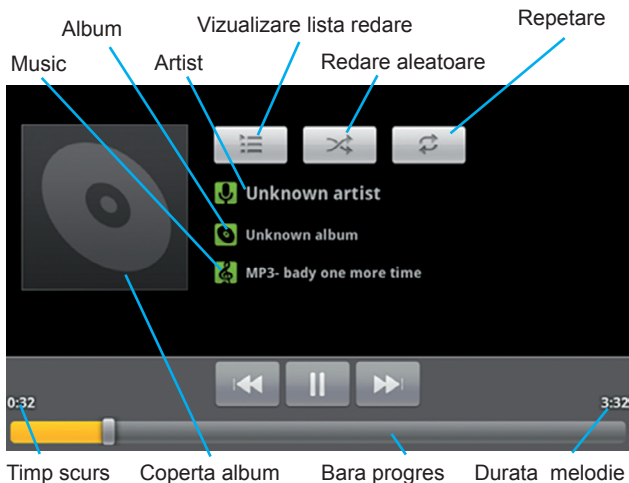 Vizualizare lista redare
Repetare
Album
Music
Artist
Redare aleatoare
Unknown artist
Unknown album
MP3- bady one more time
0:32
3:32
Timp scurs
Coperta album
Bara progres
Durata melodie